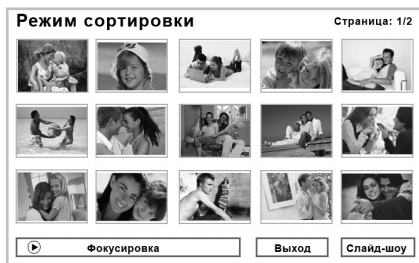 Режим сортировки
Страница: 1/2
Фокусировка
Выход
Слайд-шоу